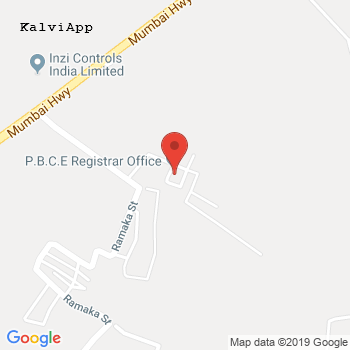 KalviApp
Mumbai Hwy
Inzi Controls
India Limited
Mumbai Hwy
P.B.C.E Registrar Office
Ramaka St
Ramaka St
Google
Map data ©2019 Google